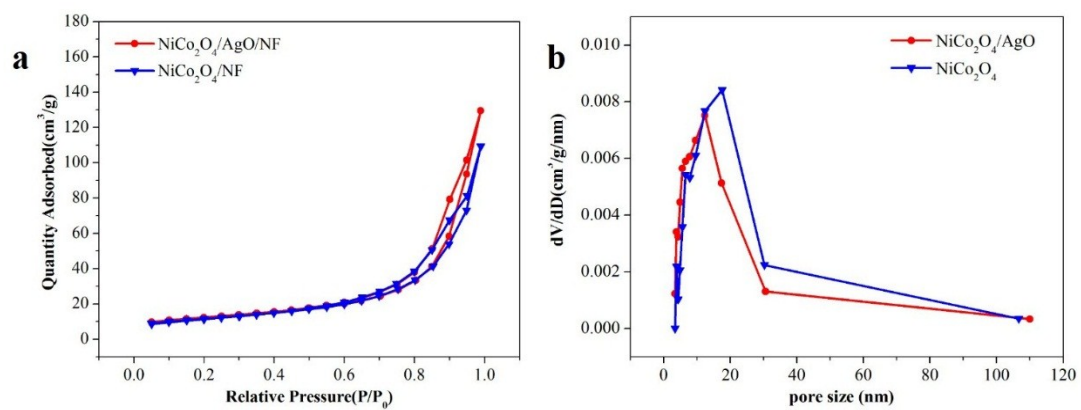 a
NiCo₂O₄/AgO/NF
NiCo₂O₄/NF
180
160
140
120
100
80
60
40
20
0
0.0 0.2 0.4 0.6 0.8 1.0
Quantity Adsorbed(cm³/g)
Relative Pressure(P/P₀)
b
NiCo₂O₄/AgO
NiCo₂O₄
0.010
0.008
0.006
0.004
0.002
0.000
0 20 40 60 80 100 120
dV/dD(cm³/g/nm)
pore size (nm)